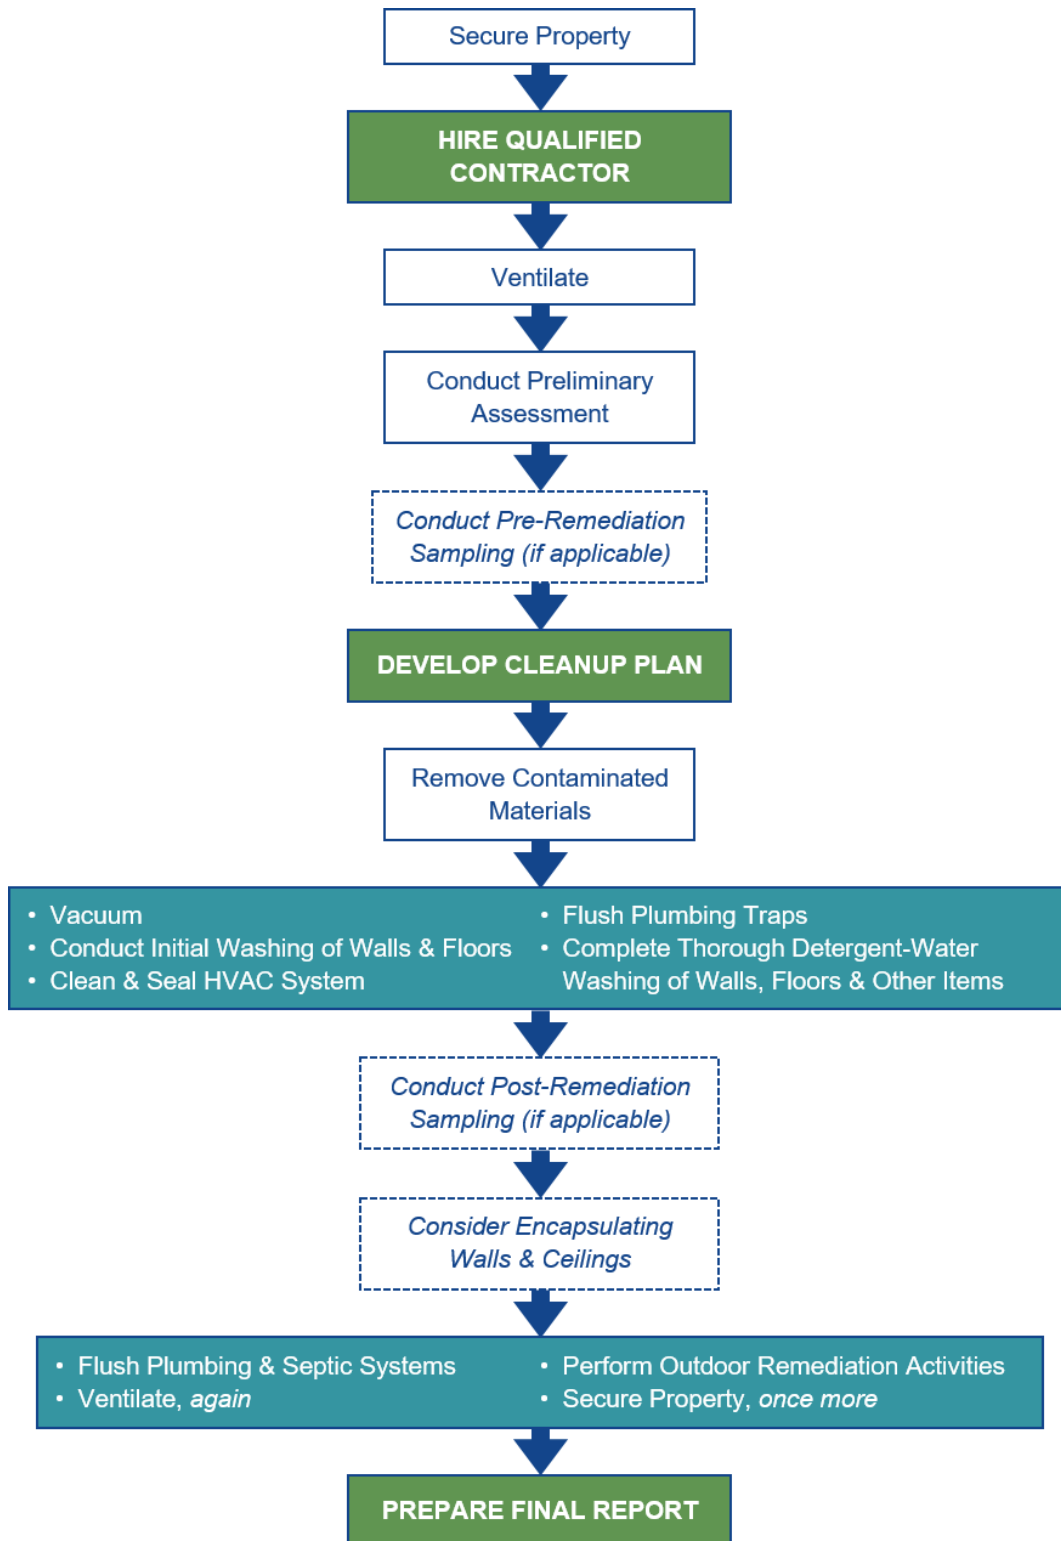 Secure Property
HIRE QUALIFIED
CONTRACTOR
Ventilate
Conduct Preliminary
Assessment
Conduct Pre-Remediation
Sampling (if applicable)
DEVELOP CLEANUP PLAN
Remove Contaminated
Materials
• Vacuum
• Conduct Initial Washing of Walls & Floors
• Clean & Seal HVAC System
• Flush Plumbing Traps
• Complete Thorough Detergent-Water
Washing of Walls, Floors & Other Items
Conduct Post-Remediation
Sampling (if applicable)
Consider Encapsulating
Walls & Ceilings
• Flush Plumbing & Septic Systems
• Ventilate, again
• Perform Outdoor Remediation Activities
• Secure Property, once more
PREPARE FINAL REPORT